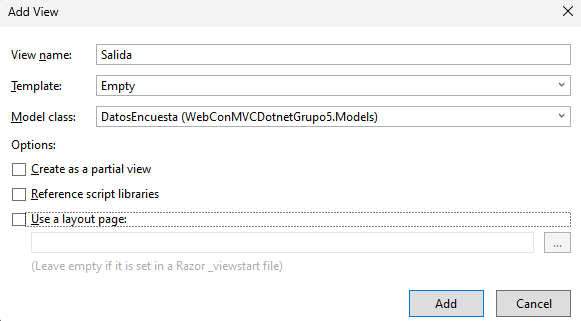 Add View
View name: Salida
Template: Empty
Model class: DatosEncuesta (WebConMVCDotnetGrupo5.Models)
Options:
Create as a partial view
Reference script libraries
Use a layout page:
...
(Leave empty if it is set in a Razor _viewstart file)
Add Cancel